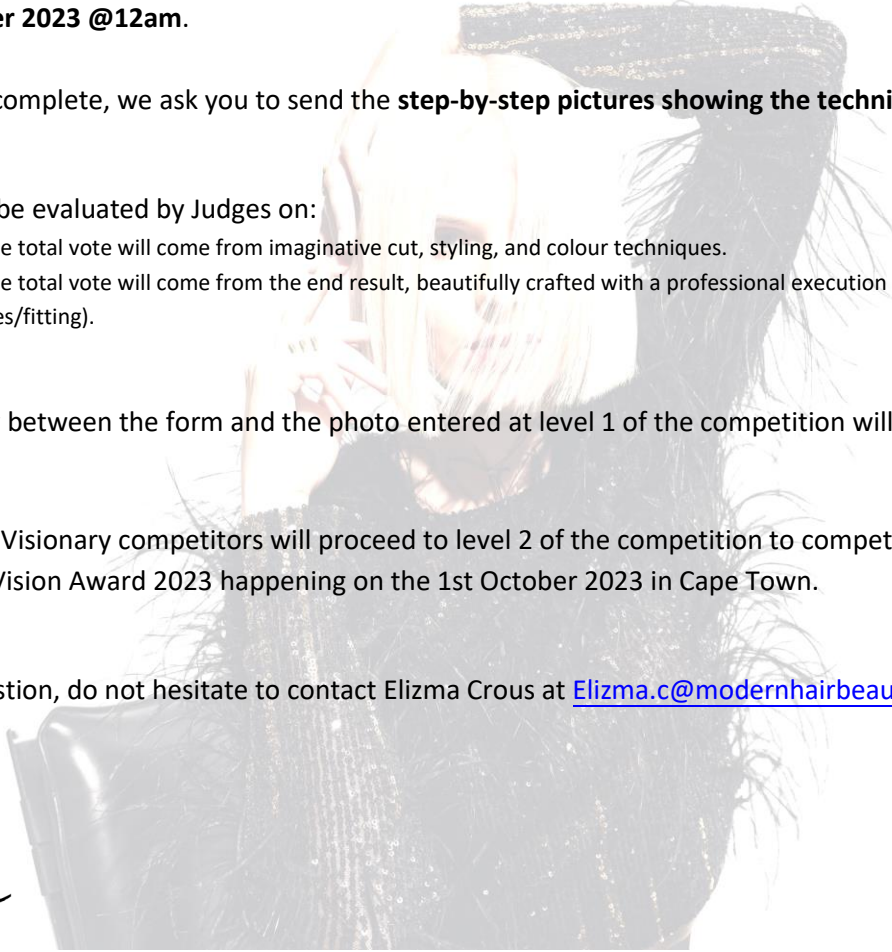 er 2023 @12am.
complete, we ask you to send the step-by-step pictures showing the techni
be evaluated by Judges on:
e total vote will come from imaginative cut, styling, and colour techniques.
e total vote will come from the end result, beautifully crafted with a professional execution
es/fitting).
between the form and the photo entered at level 1 of the competition will
Visionary competitors will proceed to level 2 of the competition to compet
Vision Award 2023 happening on the 1st October 2023 in Cape Town.
stion, do not hesitate to contact Elizma Crous at Elizma.c@modernhairbeau